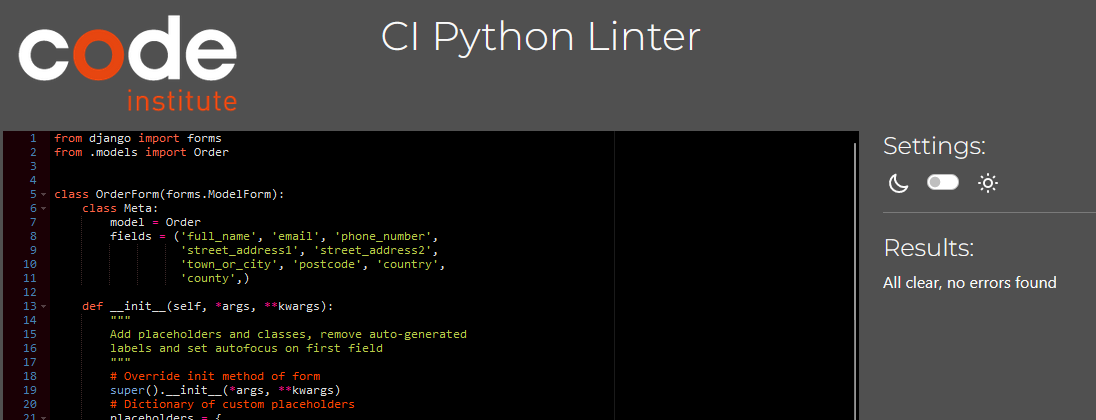 code
institute
CI Python Linter
1 from django import forms
2 from .models import Order
3
4
5 class OrderForm(forms.ModelForm):
6     class Meta:
7         model = Order
8         fields = ('full_name', 'email', 'phone_number',
9                   'street_address1', 'street_address2',
10                   'town_or_city', 'postcode', 'country',
11                   'county',)
12
13     def __init__(self, *args, **kwargs):
14         """
15         Add placeholders and classes, remove auto-generated
16         labels and set autofocus on first field
17         """
18         # Override init method of form
19         super().__init__(*args, **kwargs)
20         # Dictionary of custom placeholders
21         placeholders = {
Settings:
Results:
All clear, no errors found